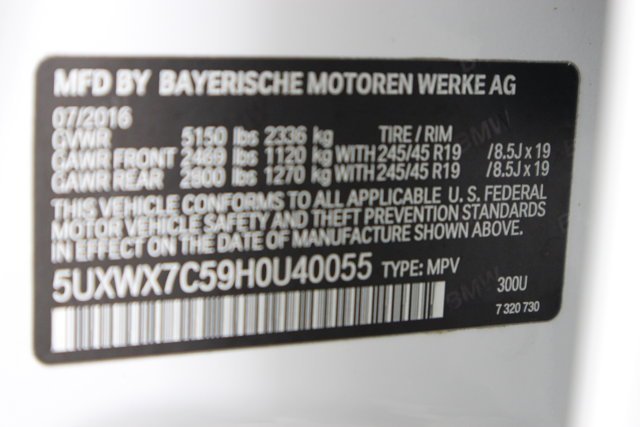 MFD BY BAYERISCHE MOTOREN WERKE AG
07/2016
GVWR 5150 lbs 2336 kg TIRE / RIM
GAWR FRONT 2469 lbs 1120 kg WITH 245/45 R19 /8.5J x 19
GAWR REAR 2800 lbs 1270 kg WITH 245/45 R19 /8.5J x 19
THIS VEHICLE CONFORMS TO ALL APPLICABLE U. S. FEDERAL
MOTOR VEHICLE SAFETY AND THEFT PREVENTION STANDARDS
IN EFFECT ON THE DATE OF MANUFACTURE SHOWN ABOVE.
5UXWX7C59H0U40055 TYPE: MPV 300U
7 320 730